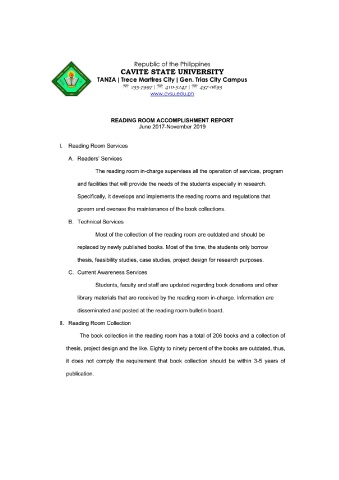 Republic of the Philippines
CAVITE STATE UNIVERSITY
TANZA | Trece Martires City | Gen. Trias City Campus
www.cvsu.edu.ph
READING ROOM ACCOMPLISHMENT REPORT
June 2017-November 2019
I. Reading Room Services
A. Readers' Services
The reading room in-charge supervises all the operation of services, program
and facilities that will provide the needs of the students especially in research.
Specifically, it develops and implements the reading rooms and regulations that
govern and oversee the maintenance of the book collections.
B. Technical Services
Most of the collection of the reading room are outdated and should be
replaced by newly published books. Most of the time, the students only borrow
thesis, feasibility studies, case studies, project design for research purposes.
C. Current Awareness Services
Students, faculty and staff are updated regarding book donations and other
library materials that are received by the reading room in-charge. Information are
disseminated and posted at the reading room bulletin board.
II. Reading Room Collection
The book collection in the reading room has a total of 206 books and a collection of
thesis, project design and the like. Eighty to ninety percent of the books are outdated, thus,
it does not comply the requirement that book collection should be within 3-5 years of
publication.